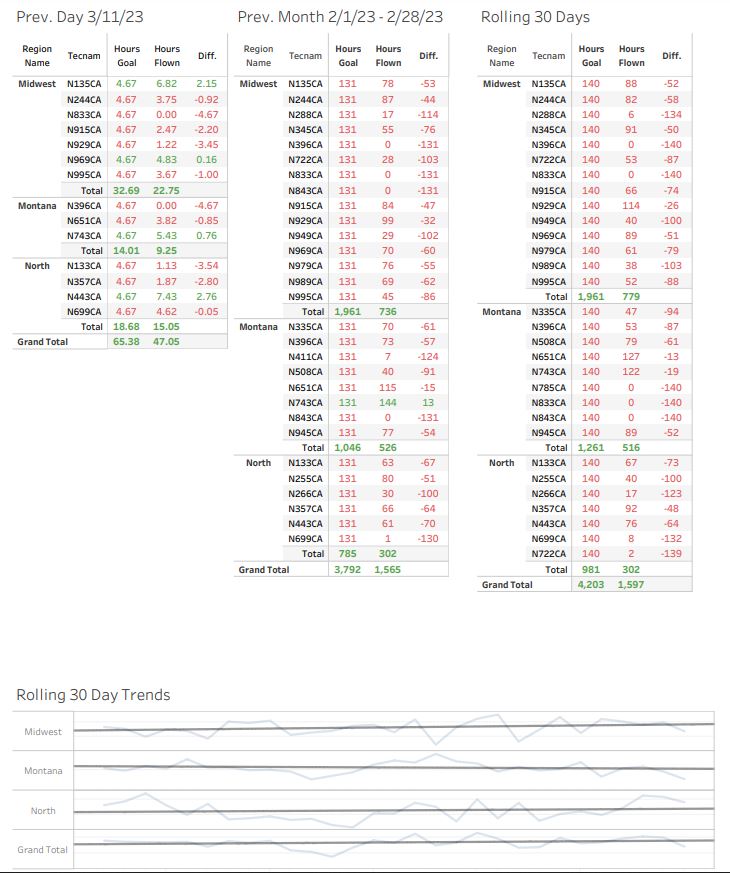 Prev. Day 3/11/23
Region Name Tecnam Hours Goal Hours Flown Diff.
Midwest N135CA 4.67 6.82 2.15
N244CA 4.67 3.75 -0.92
N833CA 4.67 0.00 -4.67
N915CA 4.67 2.47 -2.20
N929CA 4.67 1.22 -3.45
N969CA 4.67 4.83 0.16
N995CA 4.67 3.67 -1.00
Total 32.69 22.75
Montana N396CA 4.67 0.00 -4.67
N651CA 4.67 3.82 -0.85
N743CA 4.67 5.43 0.76
Total 14.01 9.25
North N133CA 4.67 1.13 -3.54
N357CA 4.67 1.87 -2.80
N443CA 4.67 7.43 2.76
N699CA 4.67 4.62 -0.05
Total 18.68 15.05
Grand Total 65.38 47.05
Prev. Month 2/1/23 - 2/28/23
Region Name Tecnam Hours Goal Hours Flown Diff.
Midwest N135CA 131 78 -53
N244CA 131 87 -44
N288CA 131 17 -114
N345CA 131 55 -76
N396CA 131 0 -131
N722CA 131 28 -103
N833CA 131 0 -131
N843CA 131 0 -131
N915CA 131 84 -47
N929CA 131 99 -32
N949CA 131 29 -102
N969CA 131 70 -60
N979CA 131 76 -55
N989CA 131 69 -62
N995CA 131 45 -86
Total 1,961 736
Montana N335CA 131 70 -61
N396CA 131 73 -57
N411CA 131 7 -124
N508CA 131 40 -91
N651CA 131 115 -15
N743CA 131 144 13
N843CA 131 0 -131
N945CA 131 77 -54
Total 1,046 526
North N133CA 131 63 -67
N255CA 131 80 -51
N266CA 131 30 -100
N357CA 131 66 -64
N443CA 131 61 -70
N699CA 131 1 -130
Total 785 302
Grand Total 3,792 1,565
Rolling 30 Days
Region Name Tecnam Hours Goal Hours Flown Diff.
Midwest N135CA 140 88 -52
N244CA 140 82 -58
N288CA 140 6 -134
N345CA 140 91 -50
N396CA 140 0 -140
N722CA 140 53 -87
N833CA 140 0 -140
N915CA 140 66 -74
N929CA 140 114 -26
N949CA 140 40 -100
N969CA 140 89 -51
N979CA 140 61 -79
N989CA 140 38 -103
N995CA 140 52 -88
Total 1,961 779
Montana N335CA 140 47 -94
N396CA 140 53 -87
N508CA 140 79 -61
N651CA 140 127 -13
N743CA 140 122 -19
N785CA 140 0 -140
N833CA 140 0 -140
N843CA 140 0 -140
N945CA 140 89 -52
Total 1,261 516
North N133CA 140 67 -73
N255CA 140 40 -100
N266CA 140 17 -123
N357CA 140 92 -48
N443CA 140 76 -64
N699CA 140 8 -132
N722CA 140 2 -139
Total 981 302
Grand Total 4,203 1,597
Rolling 30 Day Trends
Midwest
Montana
North
Grand Total